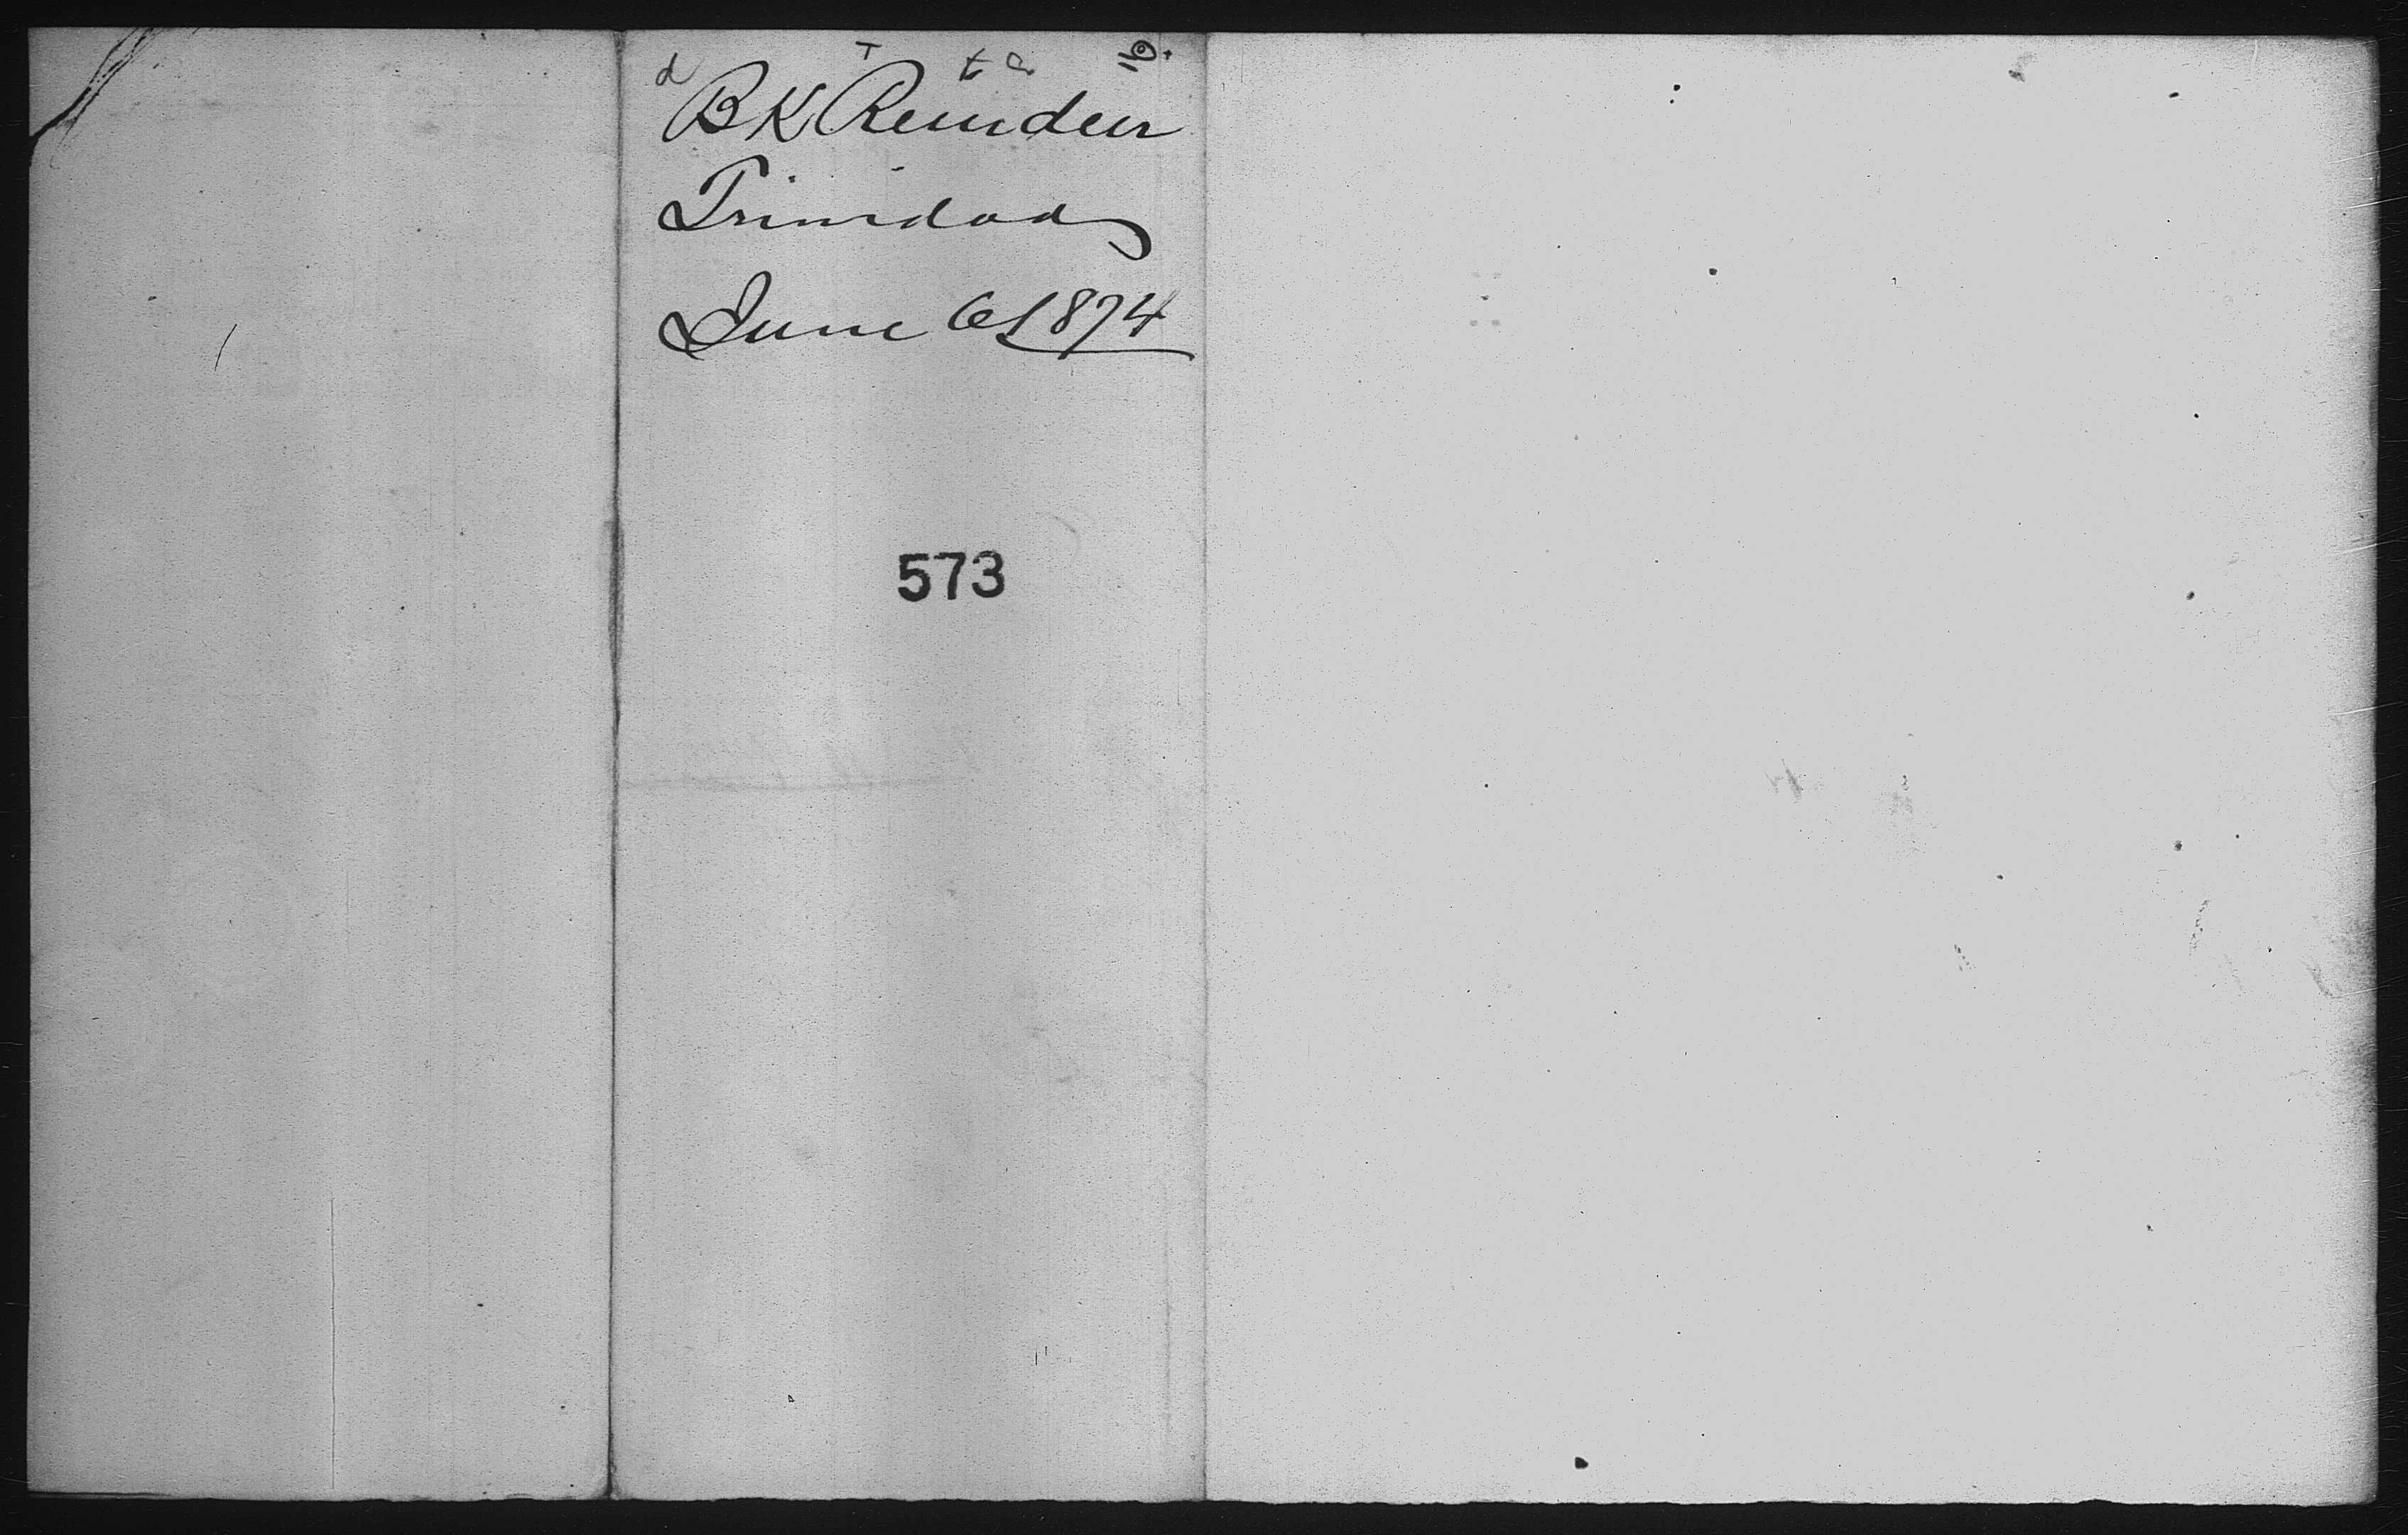 BK Reindeer
Trinidad
June 6 1874
573